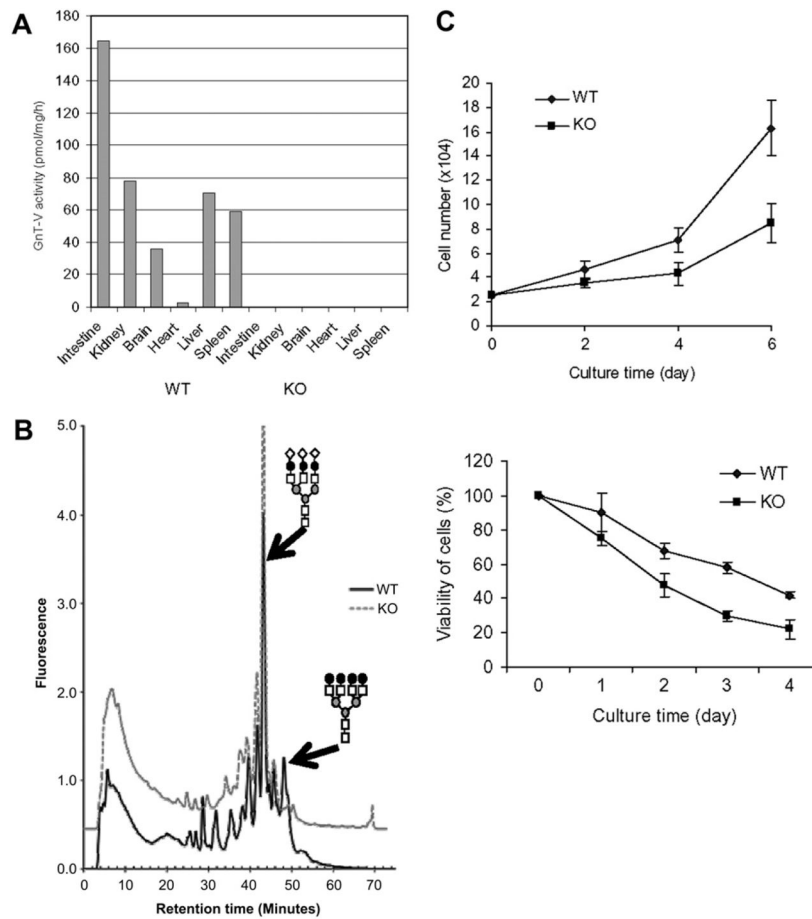 A
GnT-V activity (pmol/mg/h)
180
160
140
120
100
80
60
40
20
0
Intestine
Kidney
Brain
Heart
Liver
Spleen
Intestine
Kidney
Brain
Heart
Liver
Spleen
WT KO
B
Fluorescence
5.0
4.0
3.0
2.0
1.0
0.0
WT
KO
0 10 20 30 40 50 60 70
Retention time (Minutes)
C
Cell number (x104)
20
18
16
14
12
10
8
6
4
2
0
WT
KO
0 2 4 6
Culture time (day)
Viability of cells (%)
120
100
80
60
40
20
0
WT
KO
0 1 2 3 4
Culture time (day)